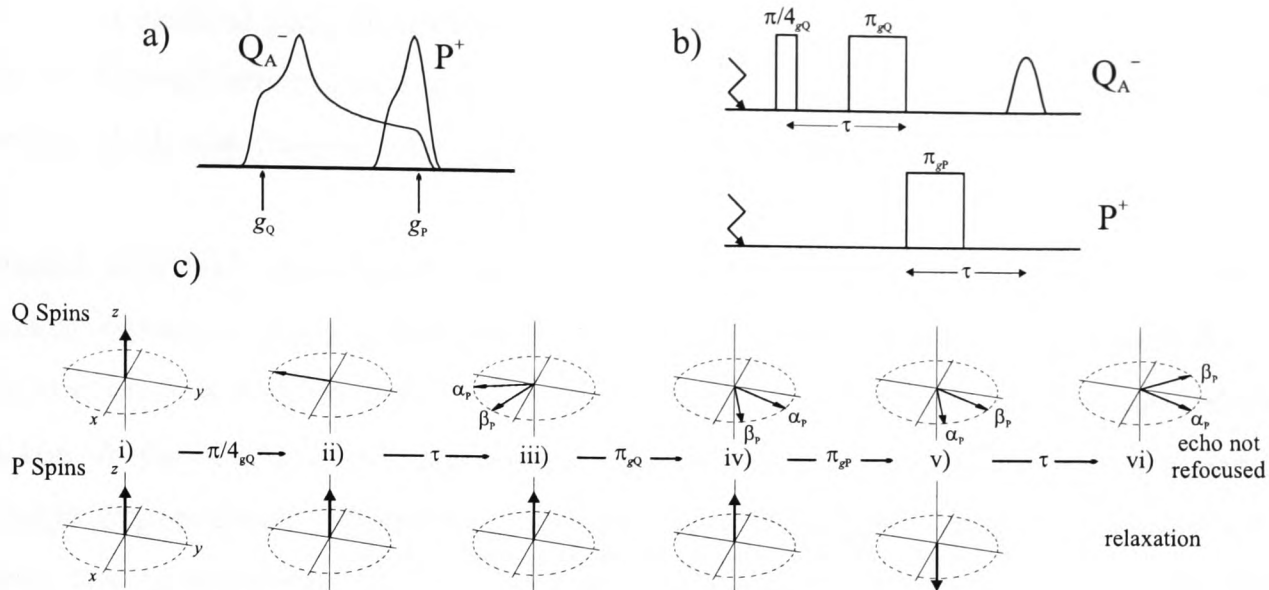 a)
Q_A^-
P^+
g_Q
g_P
b)
π/4_gQ
π_gQ
Q_A^-
τ
π_gP
P^+
τ
c)
Q Spins
z
y
x
α_P
β_P
β_P
α_P
α_P
β_P
β_P
α_P
i) π/4_gQ ii) τ iii) π_gQ iv) π_gP v) τ vi) echo not
refocused
P Spins
z
y
x
relaxation